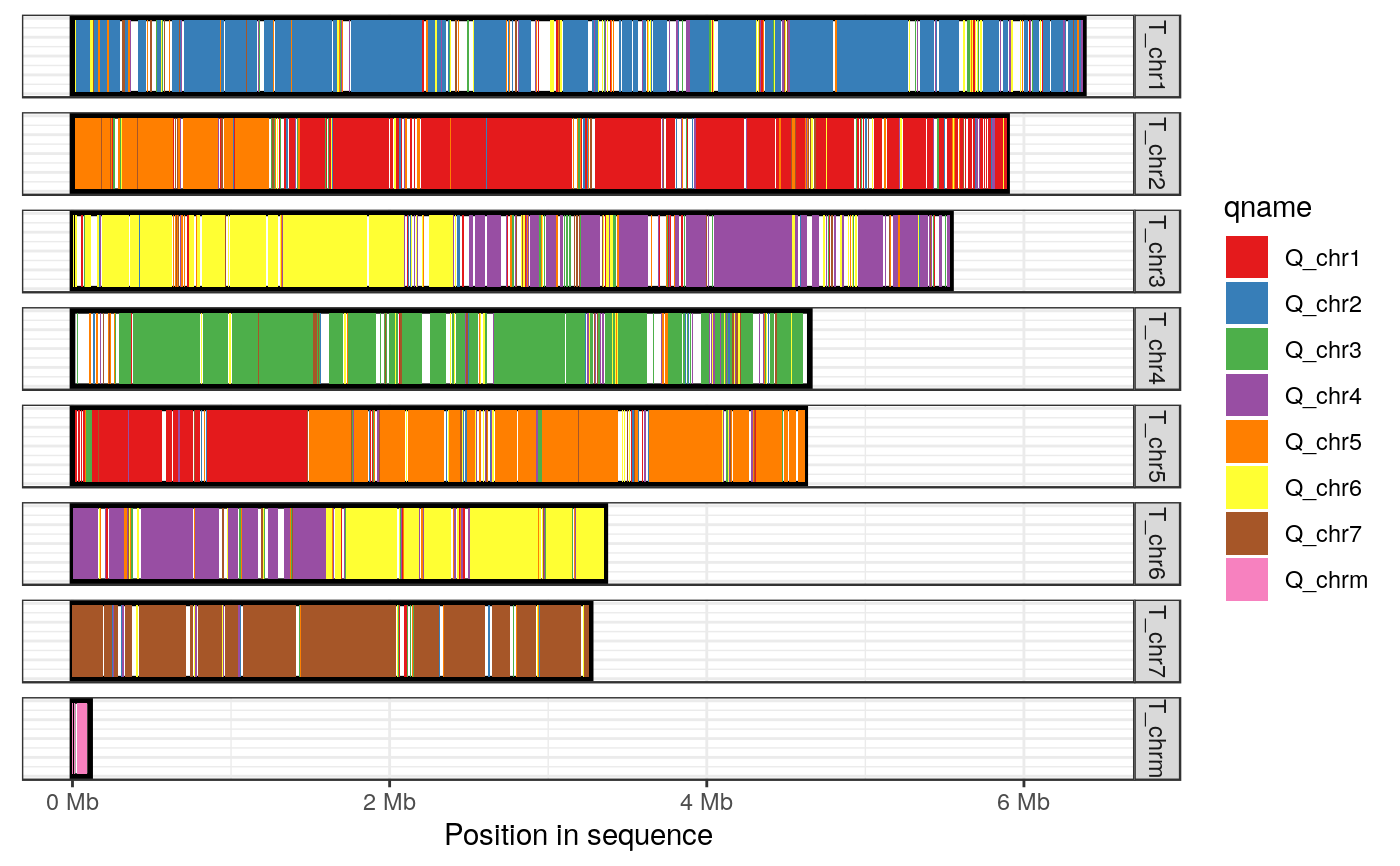 T_chr1
T_chr2
T_chr3
T_chr4
T_chr5
T_chr6
T_chr7
T_chrm
0 Mb
2 Mb
4 Mb
6 Mb
Position in sequence
qname
Q_chr1
Q_chr2
Q_chr3
Q_chr4
Q_chr5
Q_chr6
Q_chr7
Q_chrm